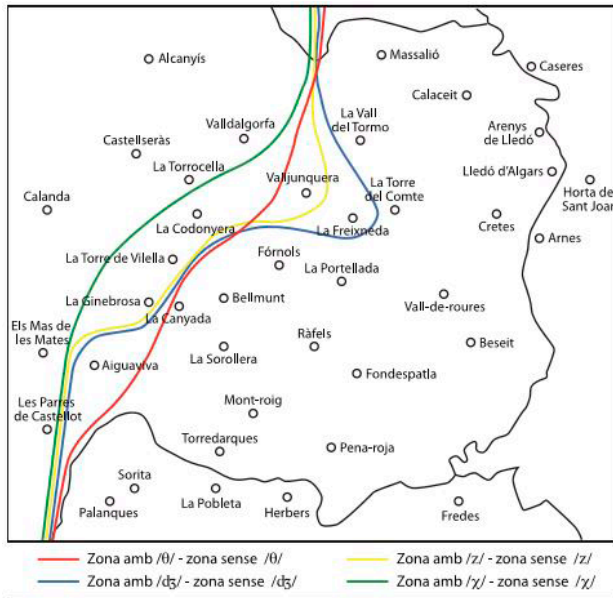 Alcanyís
Massalió
Caseres
Calaceit
Valldalgorfa
La Vall
del Tormo
Arenys
de Lledó
Castellseràs
La Torrocella
Valljunquera
La Torre
del Comte
Lledó d'Algars
Calanda
Horta de
Sant Joan
La Codonyera
La Freixneda
Cretes
Arnes
La Torre de Vilella
Fórnols
La Portellada
La Ginebrosa
La Canyada
Bellmunt
Vall-de-roures
Els Mas de
les Mates
Aiguaviva
La Sorollera
Ràfels
Beseit
Fondespatla
Les Parres
de Castellot
Mont-roig
Torredarques
Pena-roja
Sorita
Palanques
La Pobleta
Herbers
Fredes
Zona amb /θ/ - zona sense /θ/
Zona amb /z/ - zona sense /z/
Zona amb /dʒ/ - zona sense /dʒ/
Zona amb /χ/ - zona sense /χ/